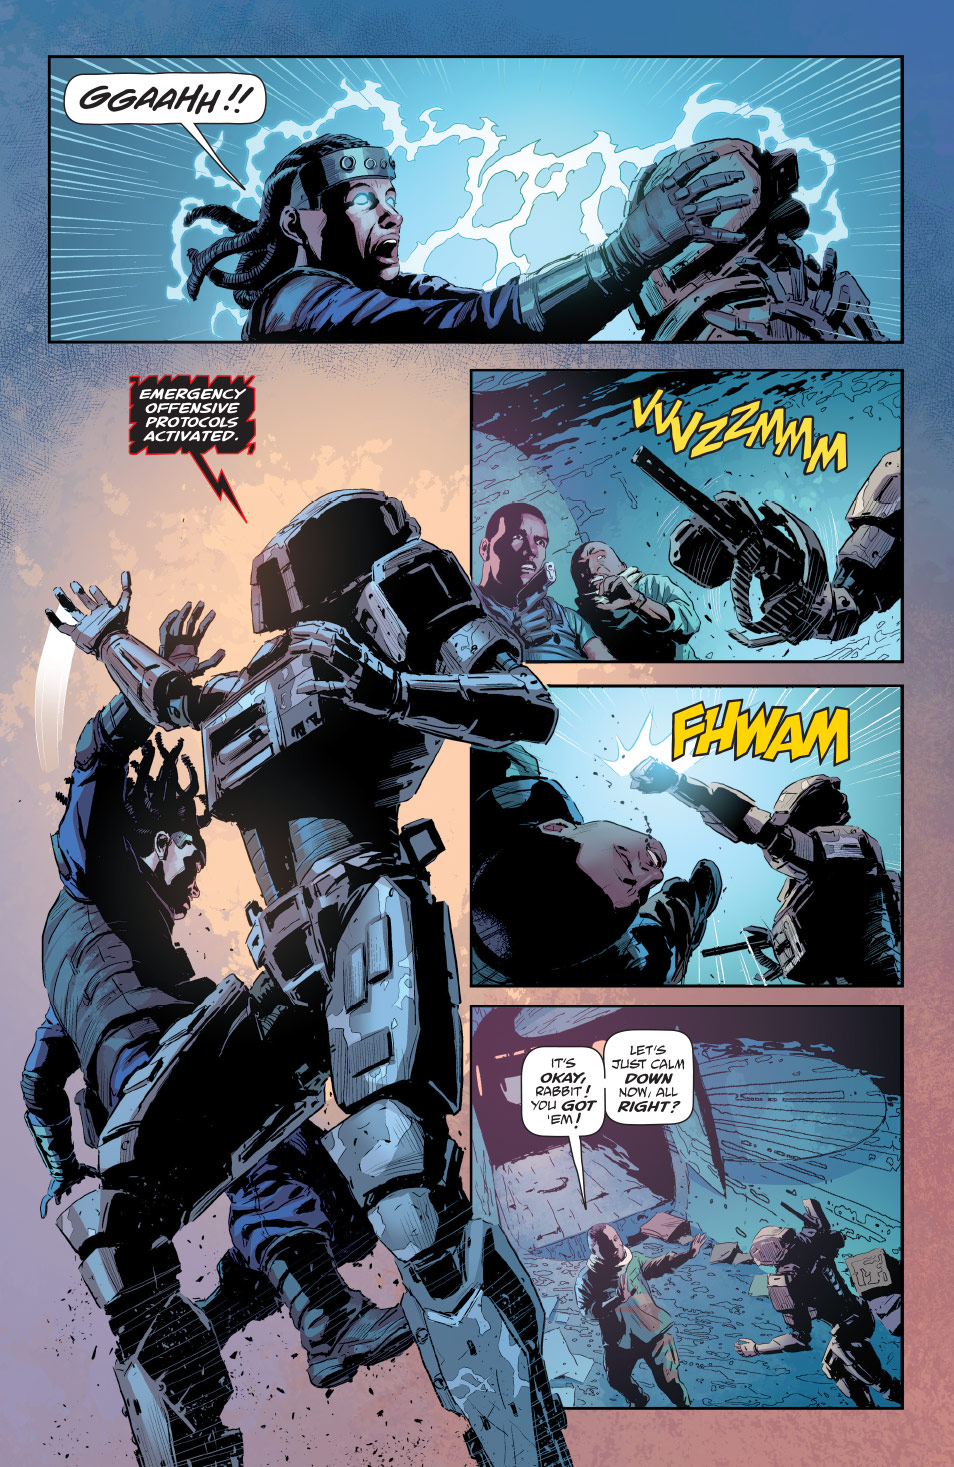 GGAAHH!!
EMERGENCY
OFFENSIVE
PROTOCOLS
ACTIVATED.
VVVZZZMMM
FHWAM
IT'S
OKAY,
RABBIT!
YOU GOT
'EM!
LET'S
JUST CALM
DOWN
NOW, ALL
RIGHT?